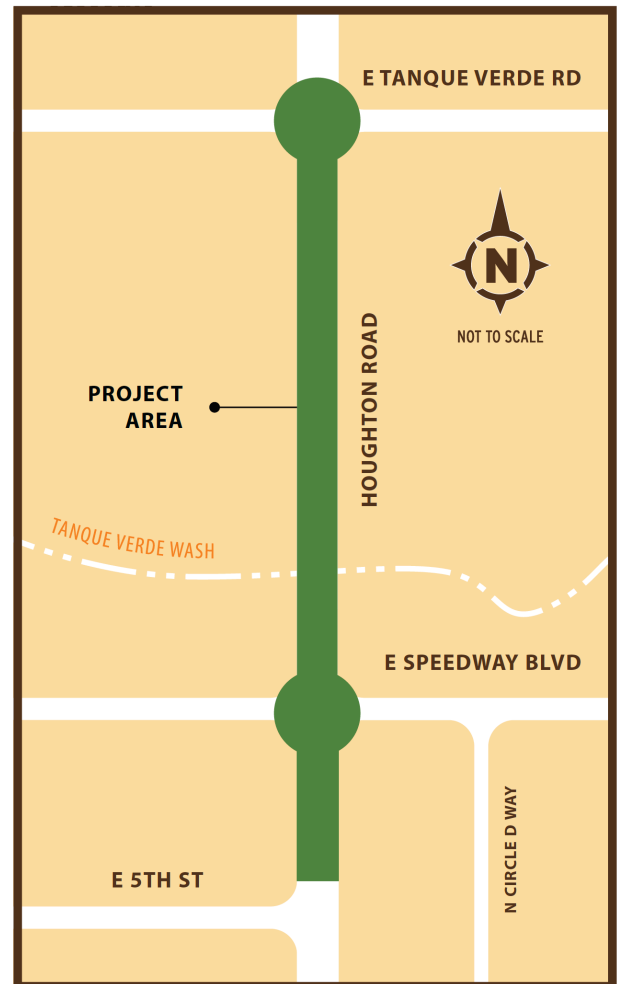 E TANQUE VERDE RD
N
NOT TO SCALE
HOUGHTON ROAD
PROJECT
AREA
TANQUE VERDE WASH
E SPEEDWAY BLVD
N CIRCLE D WAY
E 5TH ST